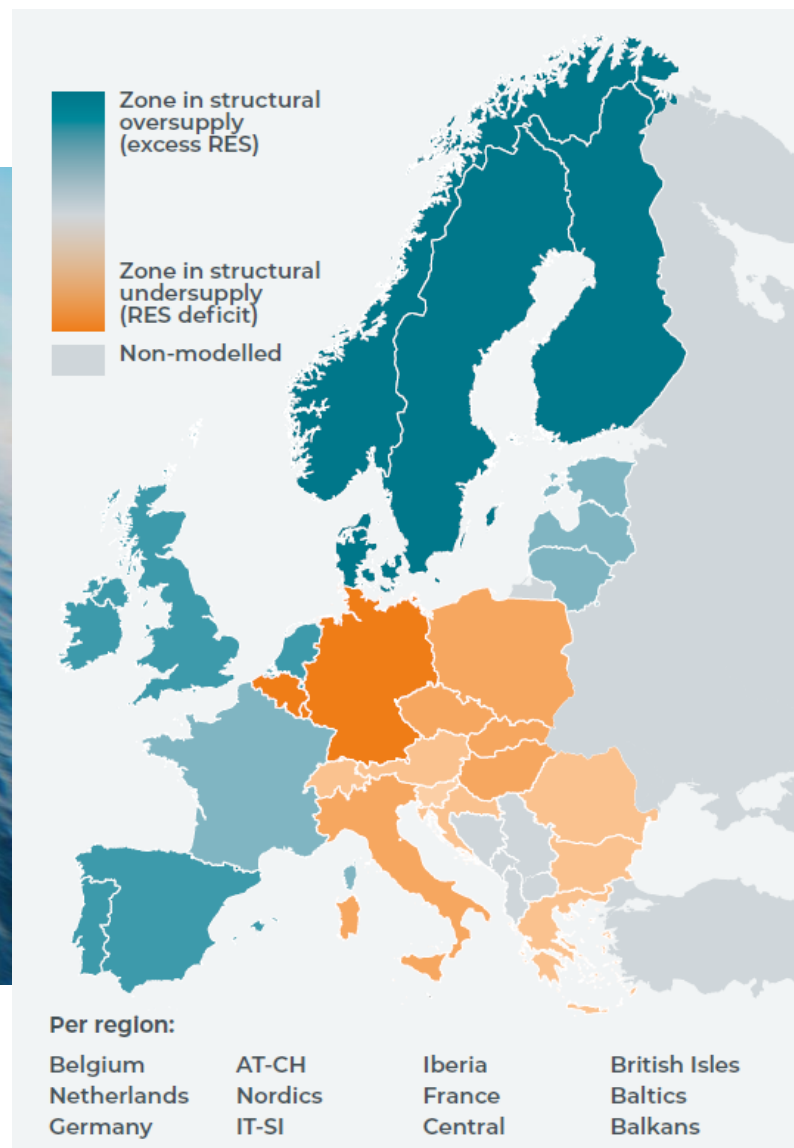 Zone in structural
oversupply
(excess RES)
Zone in structural
undersupply
(RES deficit)
Non-modelled
Per region:
Belgium AT-CH Iberia British Isles
Netherlands Nordics France Baltics
Germany IT-SI Central Balkans